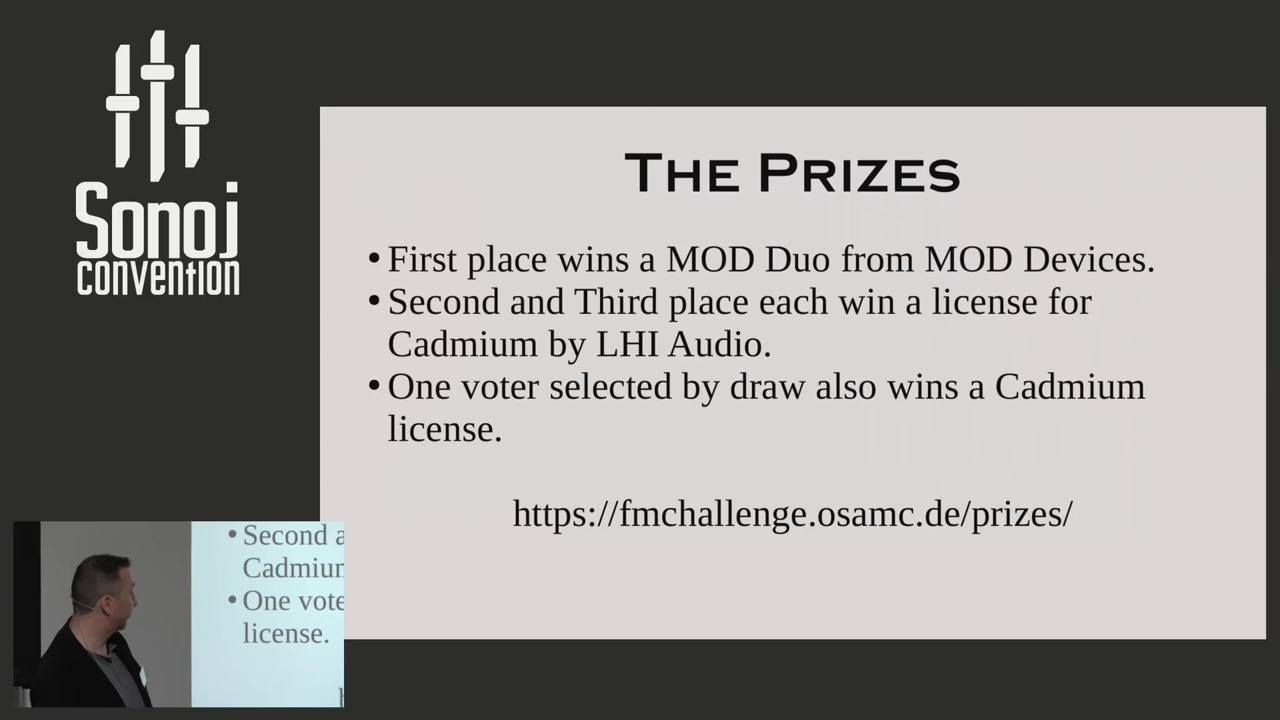 Sonoj
convention
THE PRIZES
• First place wins a MOD Duo from MOD Devices.
• Second and Third place each win a license for
Cadmium by LHI Audio.
• One voter selected by draw also wins a Cadmium
license.
https://fmchallenge.osamc.de/prizes/
• Second a
Cadmiun
• One vote
license.